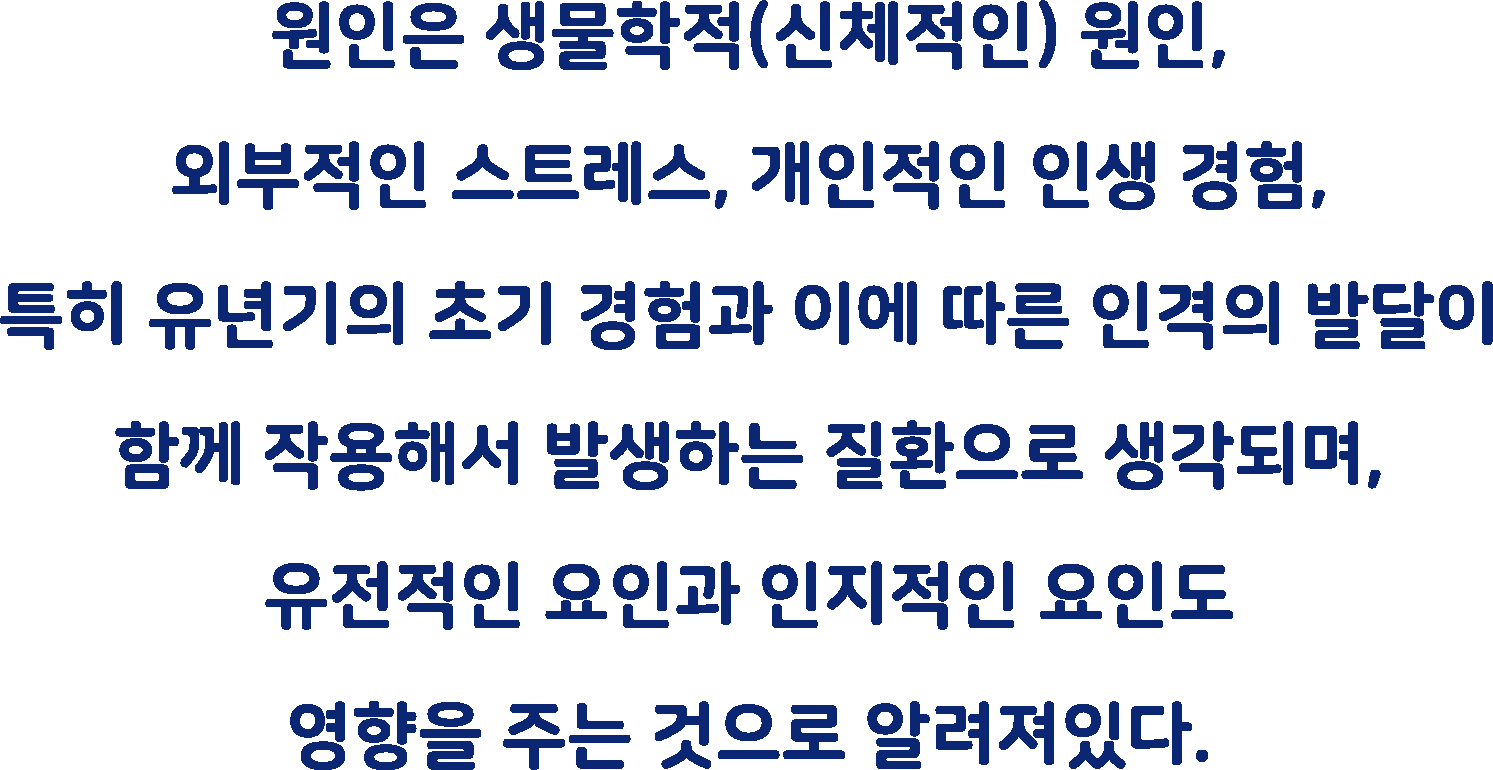 원인은 생물학적(신체적인) 원인,
외부적인 스트레스, 개인적인 인생 경험,
특히 유년기의 초기 경험과 이에 따른 인격의 발달이
함께 작용해서 발생하는 질환으로 생각되며,
유전적인 요인과 인지적인 요인도
영향을 주는 것으로 알려져있다.